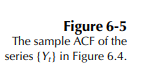 Figure 6-5
The sample ACF of the
series {Yₜ} in Figure 6.4.